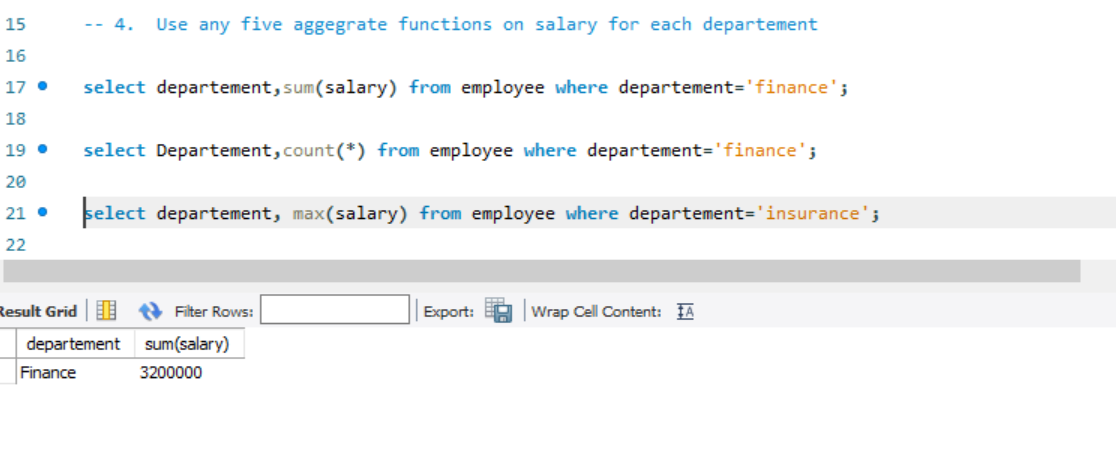 15 -- 4.  Use any five aggegrate functions on salary for each departement
16
17 select departement,sum(salary) from employee where departement='finance';
18
19 select Departement,count(*) from employee where departement='finance';
20
21 select departement, max(salary) from employee where departement='insurance';
22
Result Grid Filter Rows: Export: Wrap Cell Content: IA
departement sum(salary)
Finance 3200000